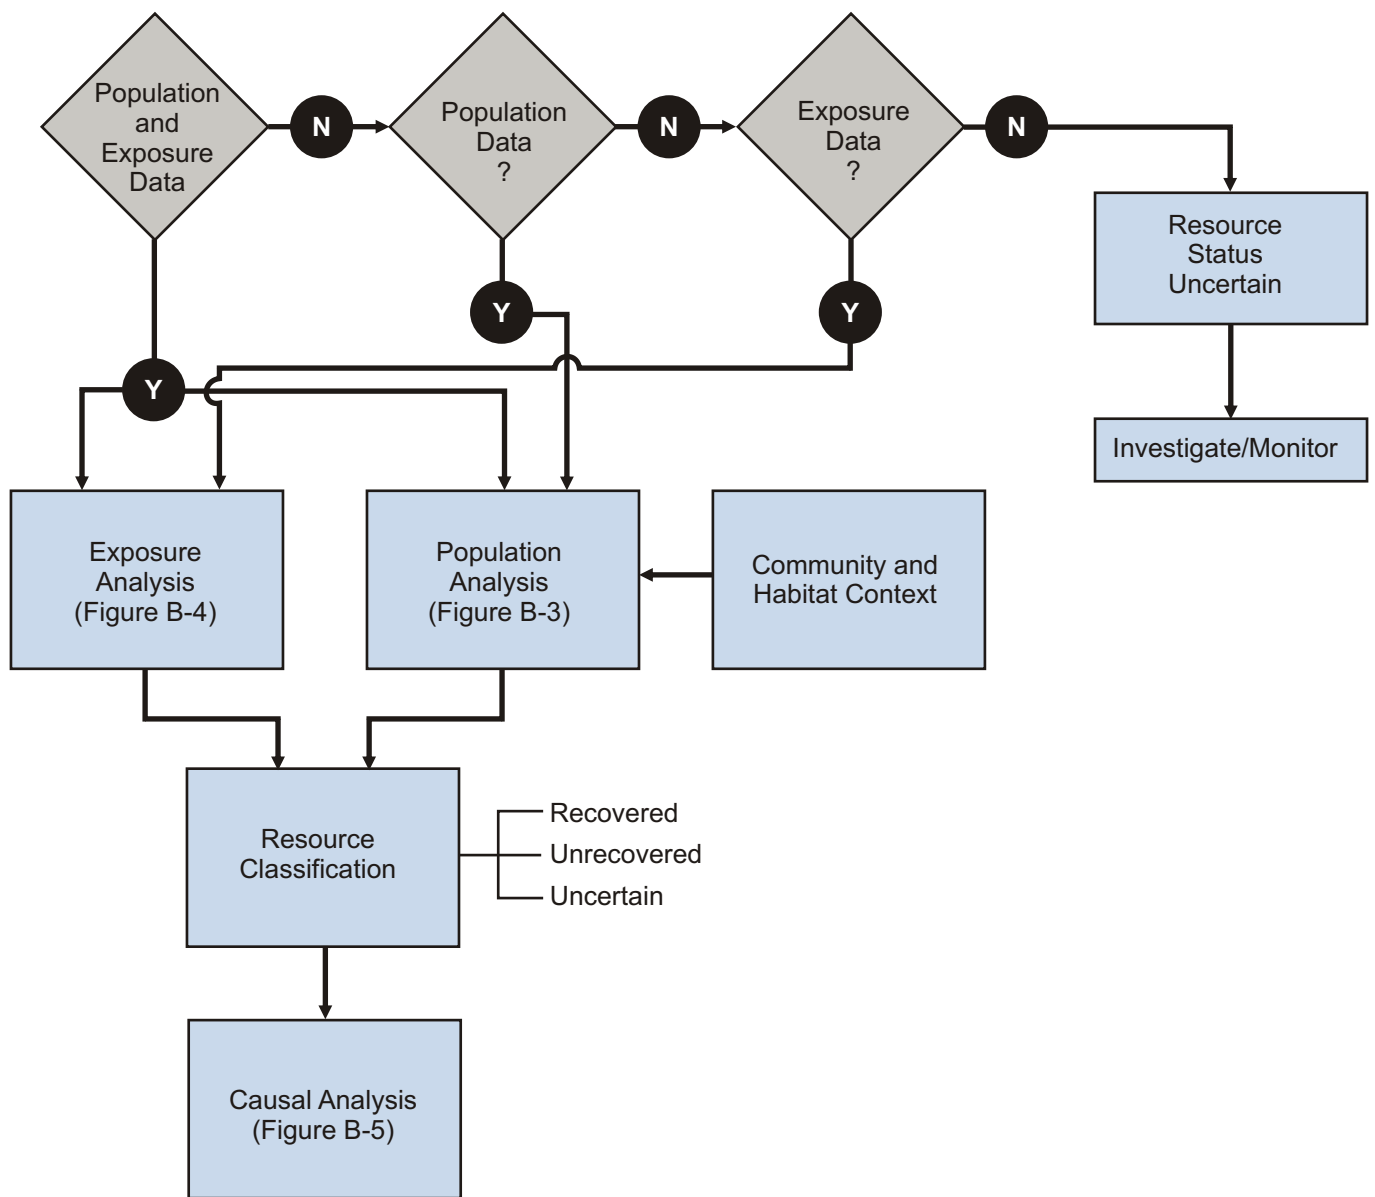 Population
and
Exposure
Data
N
Population
Data
?
N
Exposure
Data
?
N
Resource
Status
Uncertain
Y
Y
Y
Investigate/Monitor
Exposure
Analysis
(Figure B-4)
Population
Analysis
(Figure B-3)
Community and
Habitat Context
Resource
Classification
Recovered
Unrecovered
Uncertain
Causal Analysis
(Figure B-5)